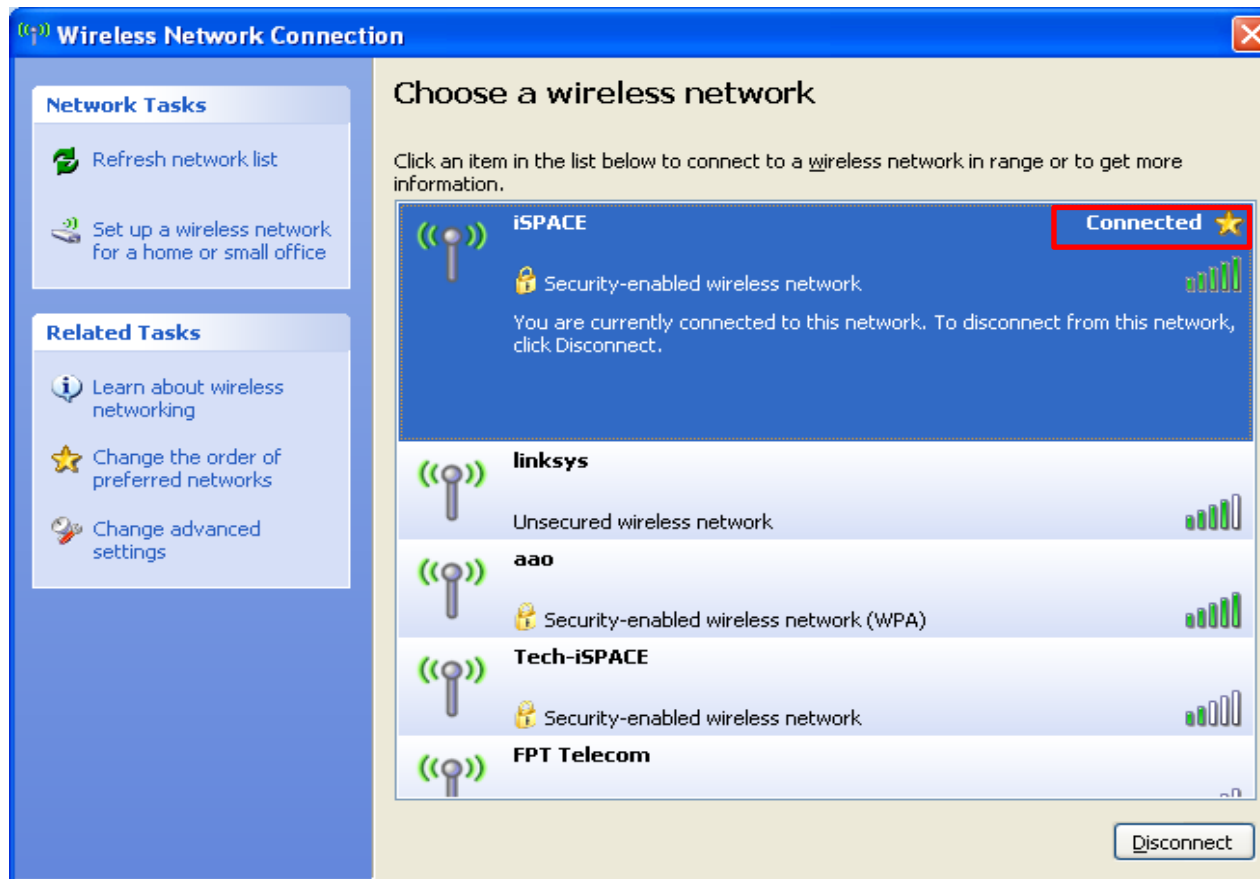 Wireless Network Connection
Network Tasks
Refresh network list
Set up a wireless network
for a home or small office
Related Tasks
Learn about wireless
networking
Change the order of
preferred networks
Change advanced
settings
Choose a wireless network
Click an item in the list below to connect to a wireless network in range or to get more
information.
iSPACE
Connected
Security-enabled wireless network
You are currently connected to this network. To disconnect from this network,
click Disconnect.
linksys
Unsecured wireless network
aao
Security-enabled wireless network (WPA)
Tech-iSPACE
Security-enabled wireless network
FPT Telecom
Disconnect